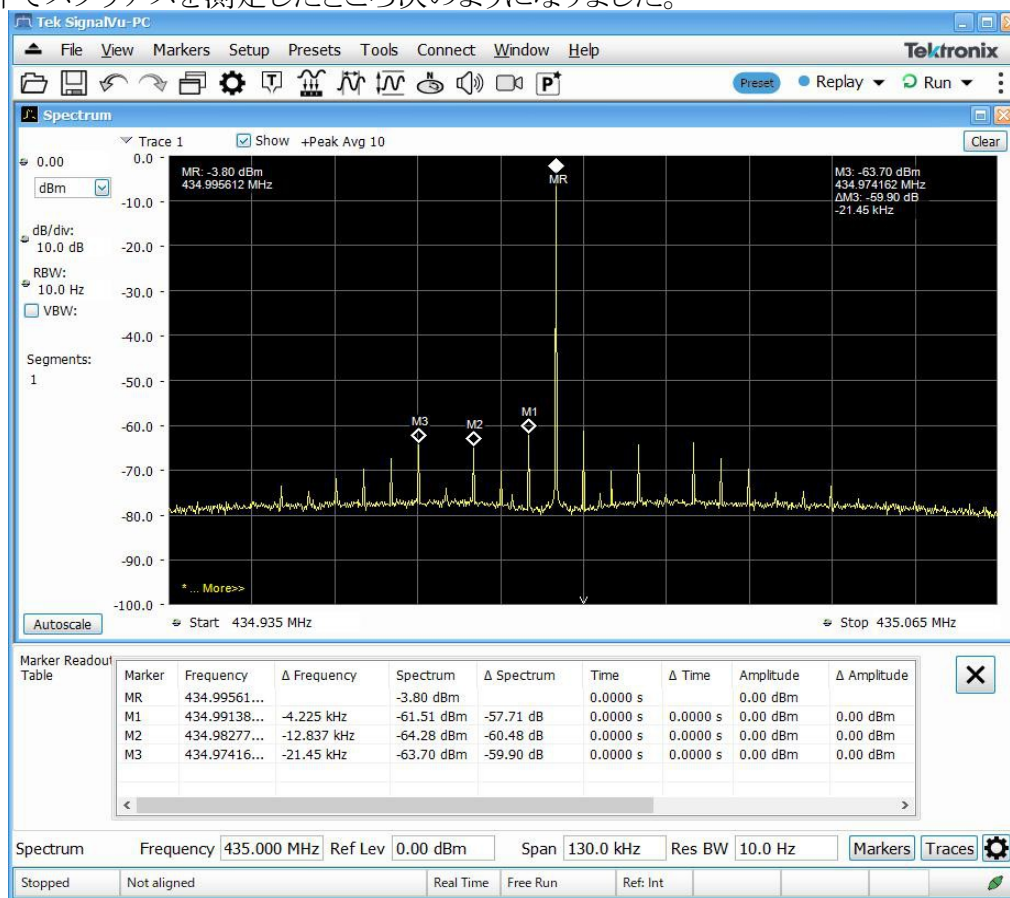 スプリアスを測定したところ次のようになりました。
Tek SignalVu-PC
File View Markers Setup Presets Tools Connect Window Help
Tektronix
Preset Replay Run
Spectrum
Trace 1 Show +Peak Avg 10 Clear
0.00
dBm
dB/div:
10.0 dB
RBW:
10.0 Hz
VBW:
Segments:
1
0.0
-10.0
-20.0
-30.0
-40.0
-50.0
-60.0
-70.0
-80.0
-90.0
-100.0
MR: -3.80 dBm
434.995612 MHz
MR
M3: -63.70 dBm
434.974162 MHz
ΔM3: -59.90 dB
-21.45 kHz
M3 M2 M1
* ... More>>
Autoscale Start 434.935 MHz Stop 435.065 MHz
Marker Readout
Table
Marker Frequency Δ Frequency Spectrum Δ Spectrum Time Δ Time Amplitude Δ Amplitude
MR 434.99561... -3.80 dBm 0.0000 s 0.00 dBm
M1 434.99138... -4.225 kHz -61.51 dBm -57.71 dB 0.0000 s 0.0000 s 0.00 dBm 0.00 dBm
M2 434.98277... -12.837 kHz -64.28 dBm -60.48 dB 0.0000 s 0.0000 s 0.00 dBm 0.00 dBm
M3 434.97416... -21.45 kHz -63.70 dBm -59.90 dB 0.0000 s 0.0000 s 0.00 dBm 0.00 dBm
Spectrum Frequency 435.000 MHz Ref Lev 0.00 dBm Span 130.0 kHz Res BW 10.0 Hz Markers Traces
Stopped Not aligned Real Time Free Run Ref: Int